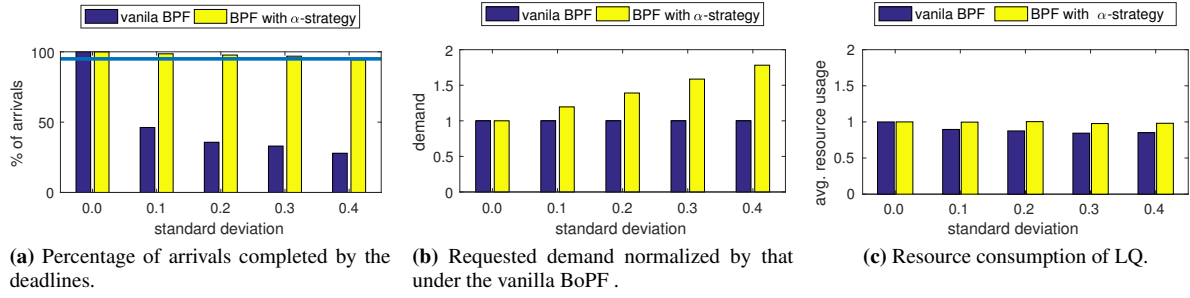 vanila BPF BPF with α-strategy
100
50
0
% of arrivals
0.0 0.1 0.2 0.3 0.4
standard deviation
(a) Percentage of arrivals completed by the
deadlines.
vanila BPF BPF with α-strategy
2
1.5
1
0.5
0
demand
0.0 0.1 0.2 0.3 0.4
standard deviation
(b) Requested demand normalized by that
under the vanilla BoPF .
vanila BPF BPF with α-strategy
2
1.5
1
0.5
0
avg. resource usage
0.0 0.1 0.2 0.3 0.4
standard deviation
(c) Resource consumption of LQ.